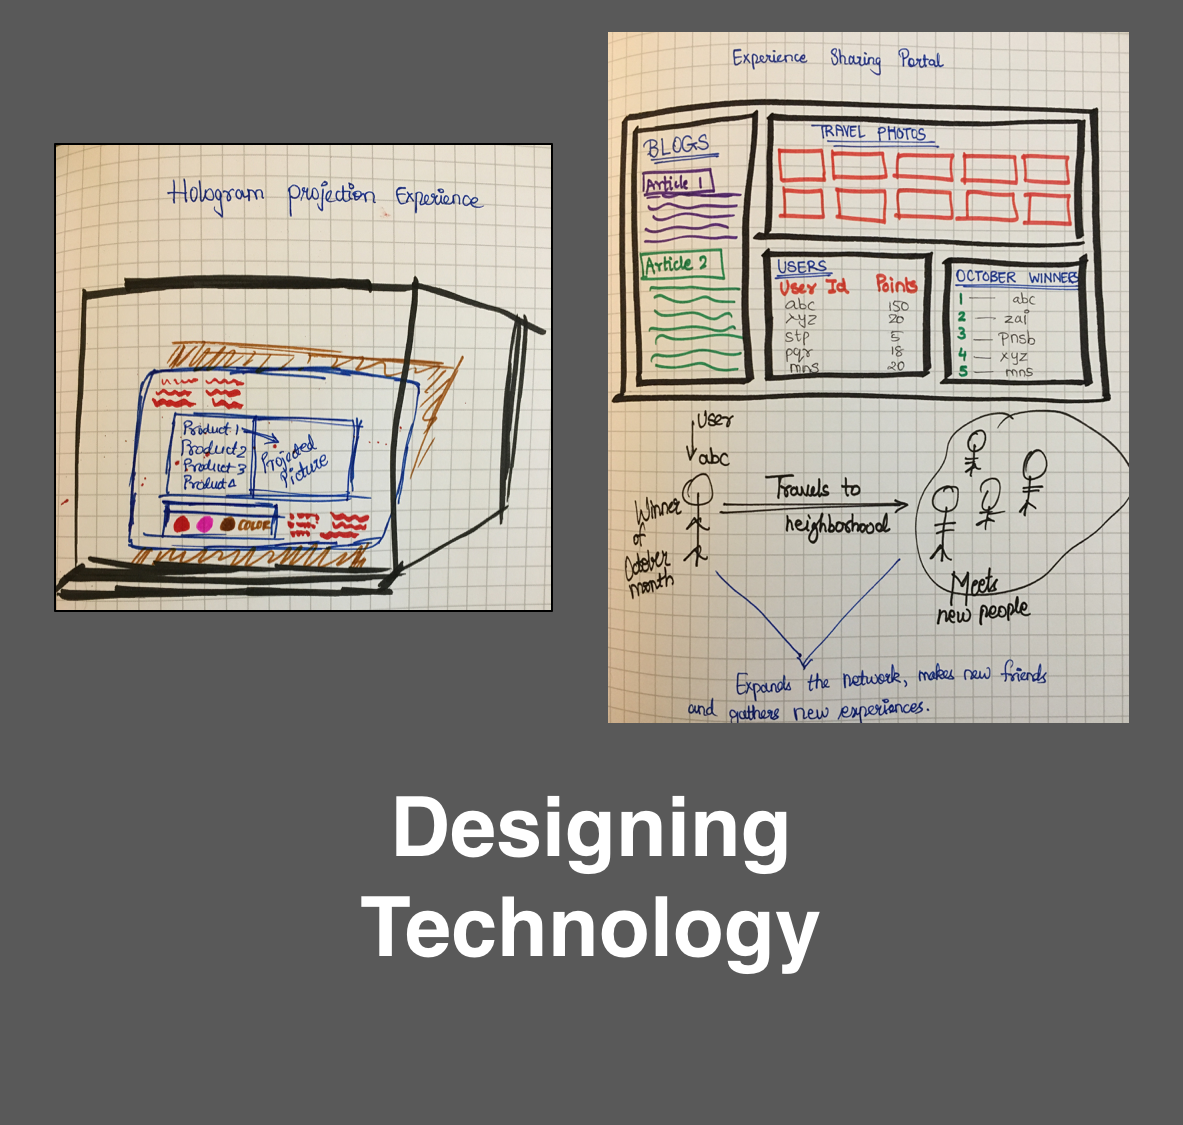 Hologram Projection Experience
Product 1
Product 2
Product 3
Product 4
Projected
Picture
COLOR
Experience Sharing Portal
BLOGS
Article 1
Article 2
TRAVEL PHOTOS
USERS
User Id Points
abc 150
xyz 20
stp 5
pqr 18
mns 20
OCTOBER WINNERS
1 — abc
2 — zai
3 — pnsb
4 — xyz
5 — mns
User
abc
Winner
of
October
month
Travels to
neighborhood
Meets
new people
Expands the network, makes new friends
and gathers new experiences.
Designing
Technology